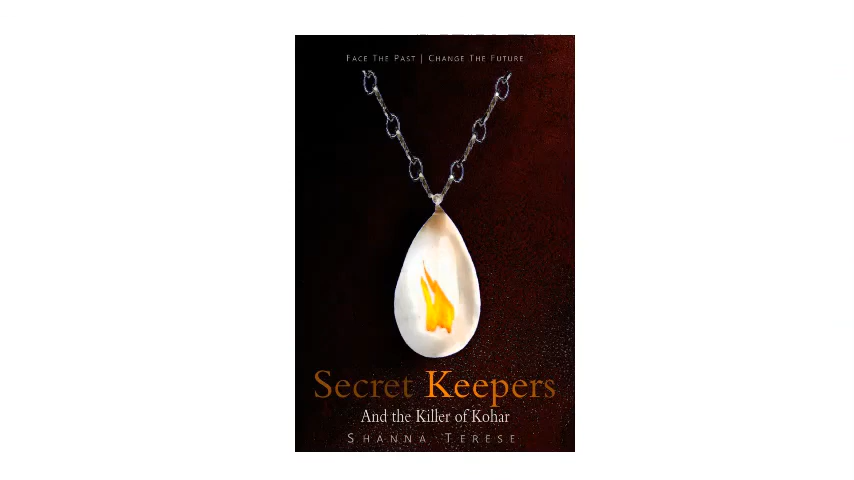 Face The Past | Change The Future
Secret Keepers
And the Killer of Kohar
Shanna Terese